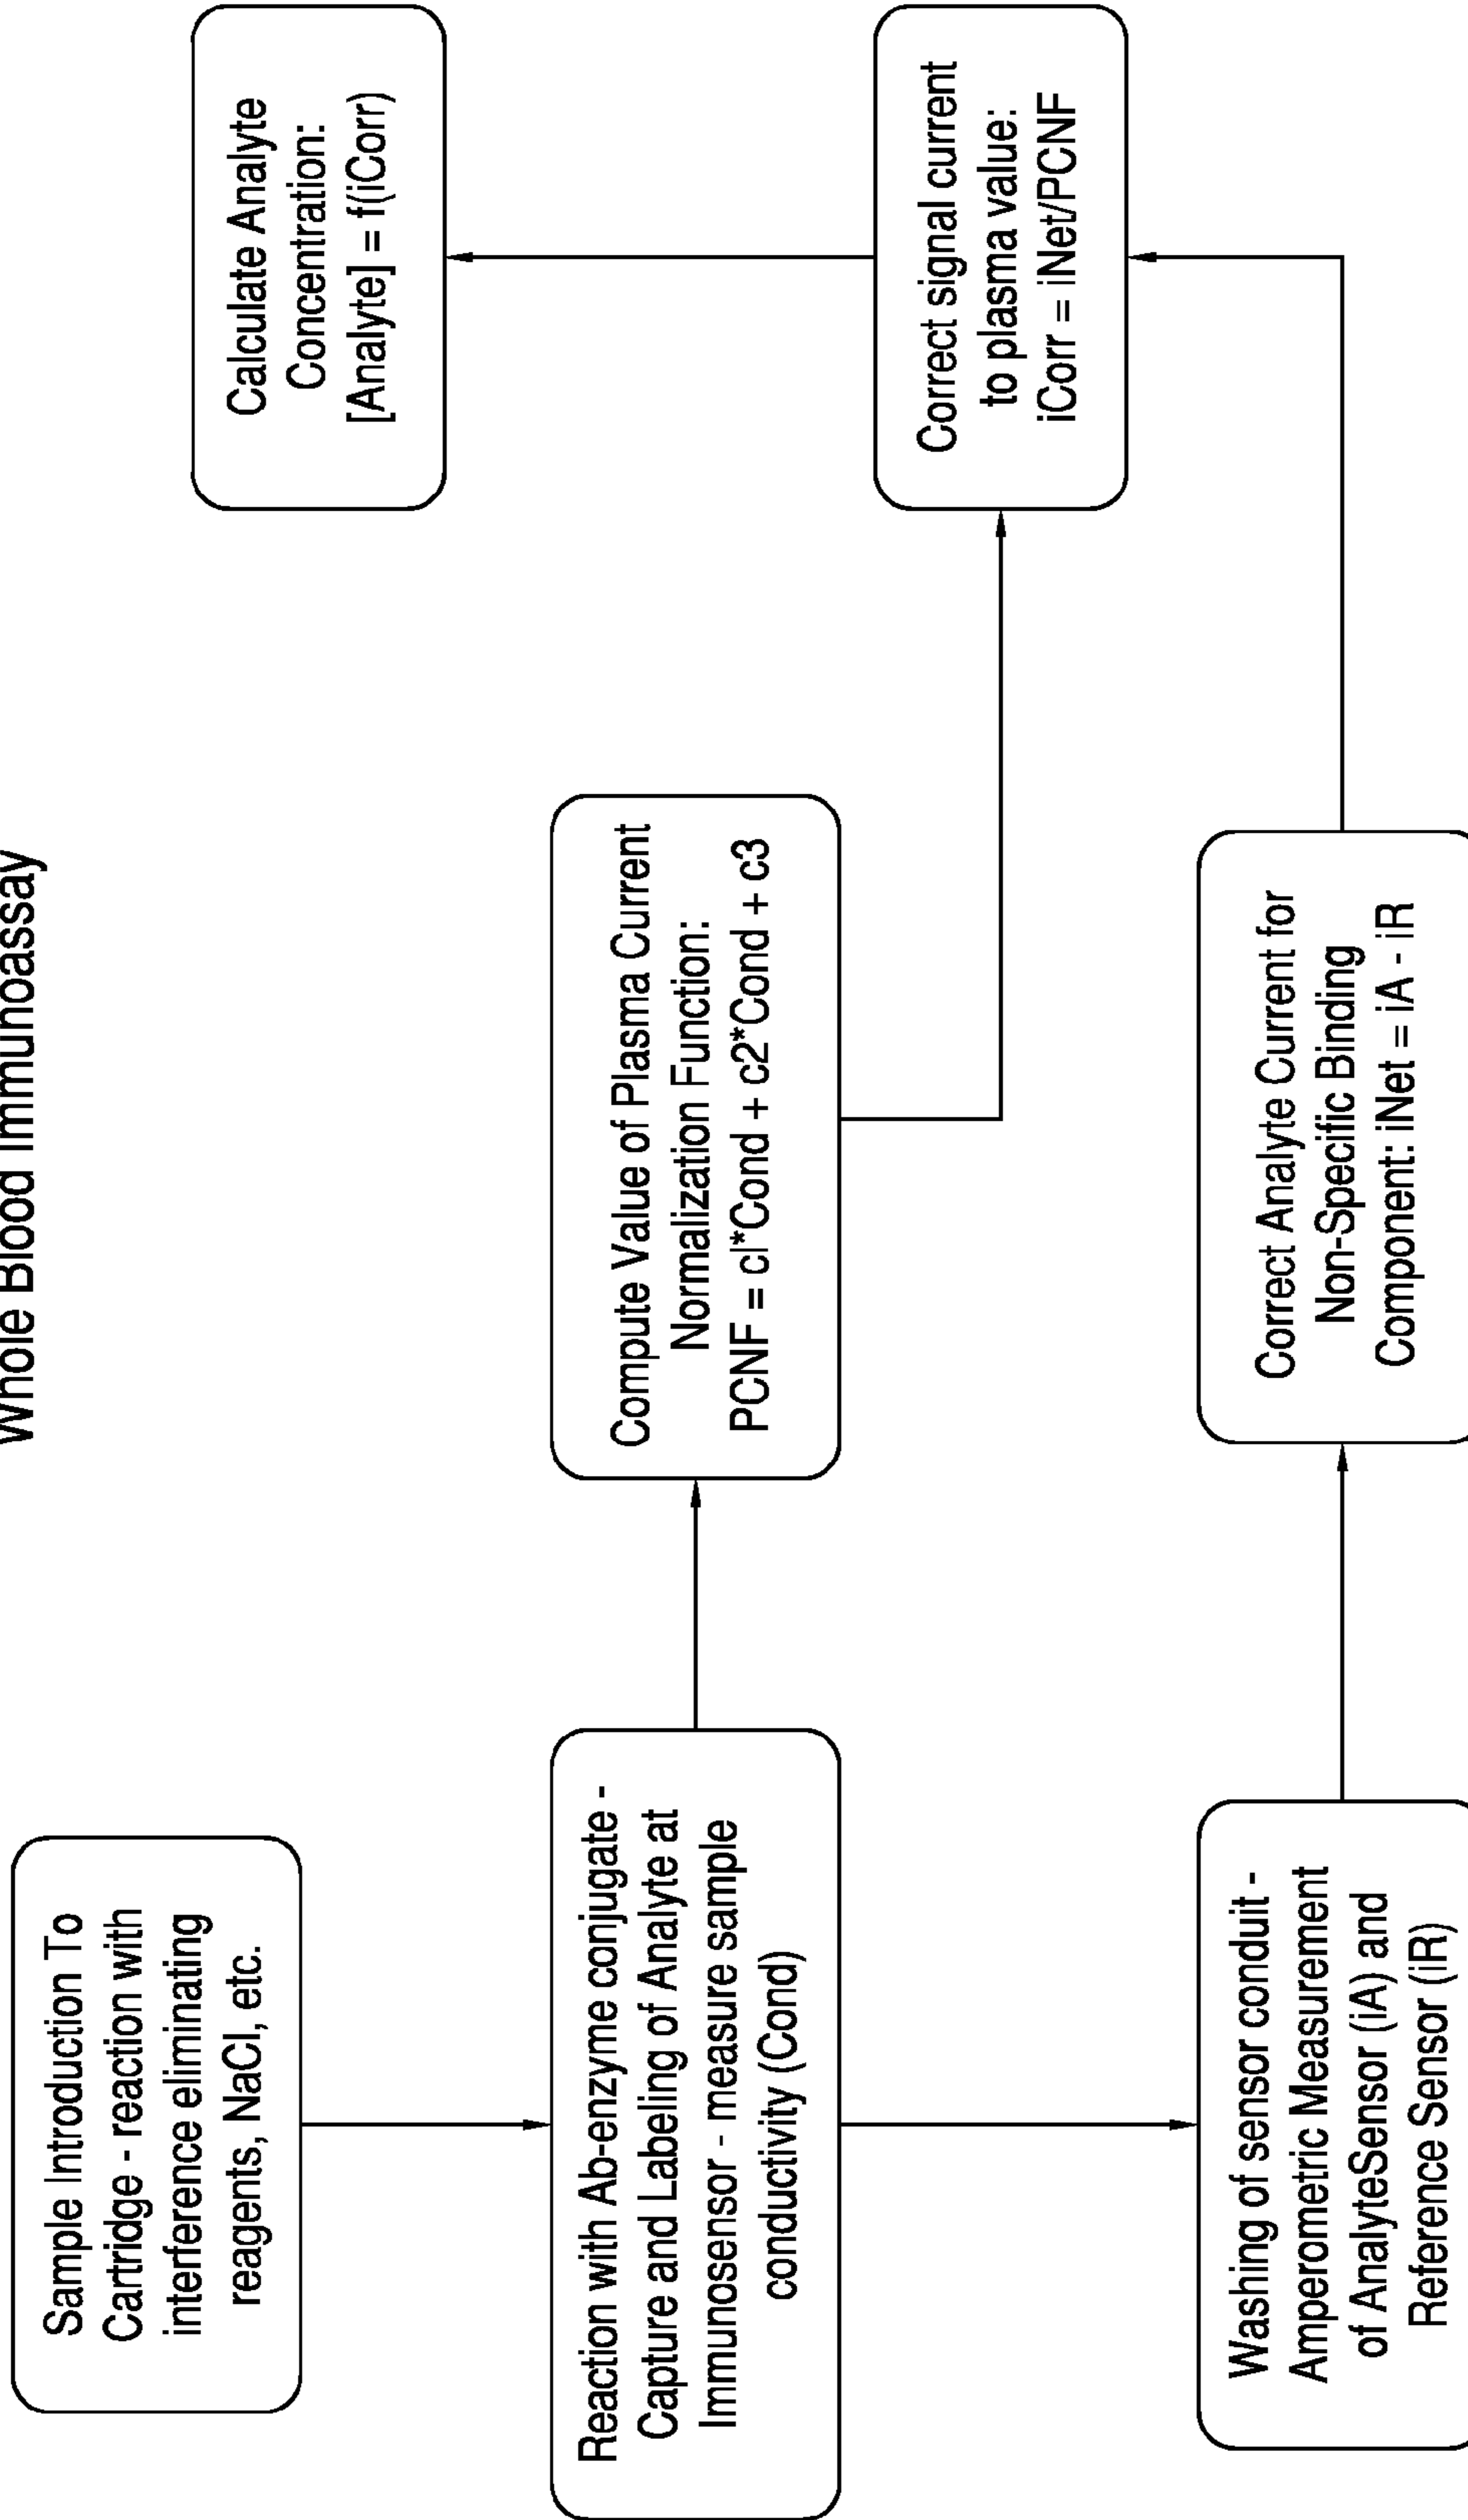 Whole Blood Immunoassay
Sample Introduction To
Cartridge - reaction with
interference eliminating
reagents, NaCl, etc.
Reaction with Ab-enzyme conjugate -
Capture and Labeling of Analyte at
Immunosensor - measure sample
conductivity (Cond)
Compute Value of Plasma Current
Normalization Function:
PCNF = cl*Cond + c2*Cond + c3
Washing of sensor conduit -
Amperometric Measurement
of AnalyteSensor (iA) and
Reference Sensor (iR)
Correct Analyte Current for
Non-Specific Binding
Component: iNet = iA - iR
Correct signal current
to plasma value:
iCorr = iNet/PCNF
Calculate Analyte
Concentration:
[Analyte] = f(iCorr)